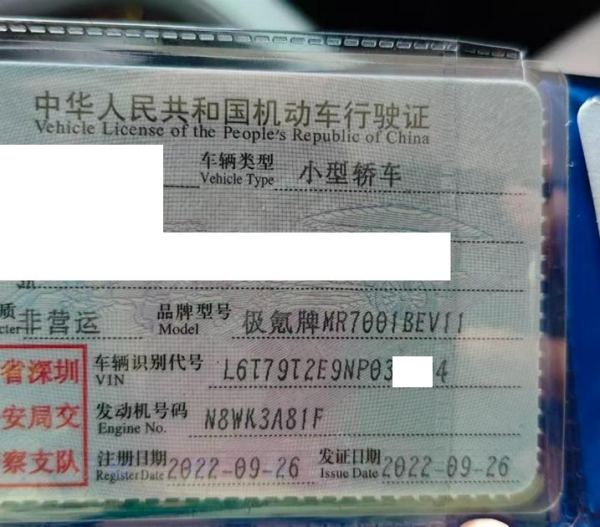 中华人民共和国机动车行驶证
Vehicle License of the People's Republic of China
车辆类型 小型轿车
Vehicle Type
质 非营运 品牌型号 极氪牌MR7001BEV11
cter Model
省深圳 车辆识别代号 L6T79T2E9NP03 4
VIN
安局交 发动机号码 N8WK3A81F
Engine No.
察支队 注册日期 2022-09-26 发证日期 2022-09-26
Register Date Issue Date